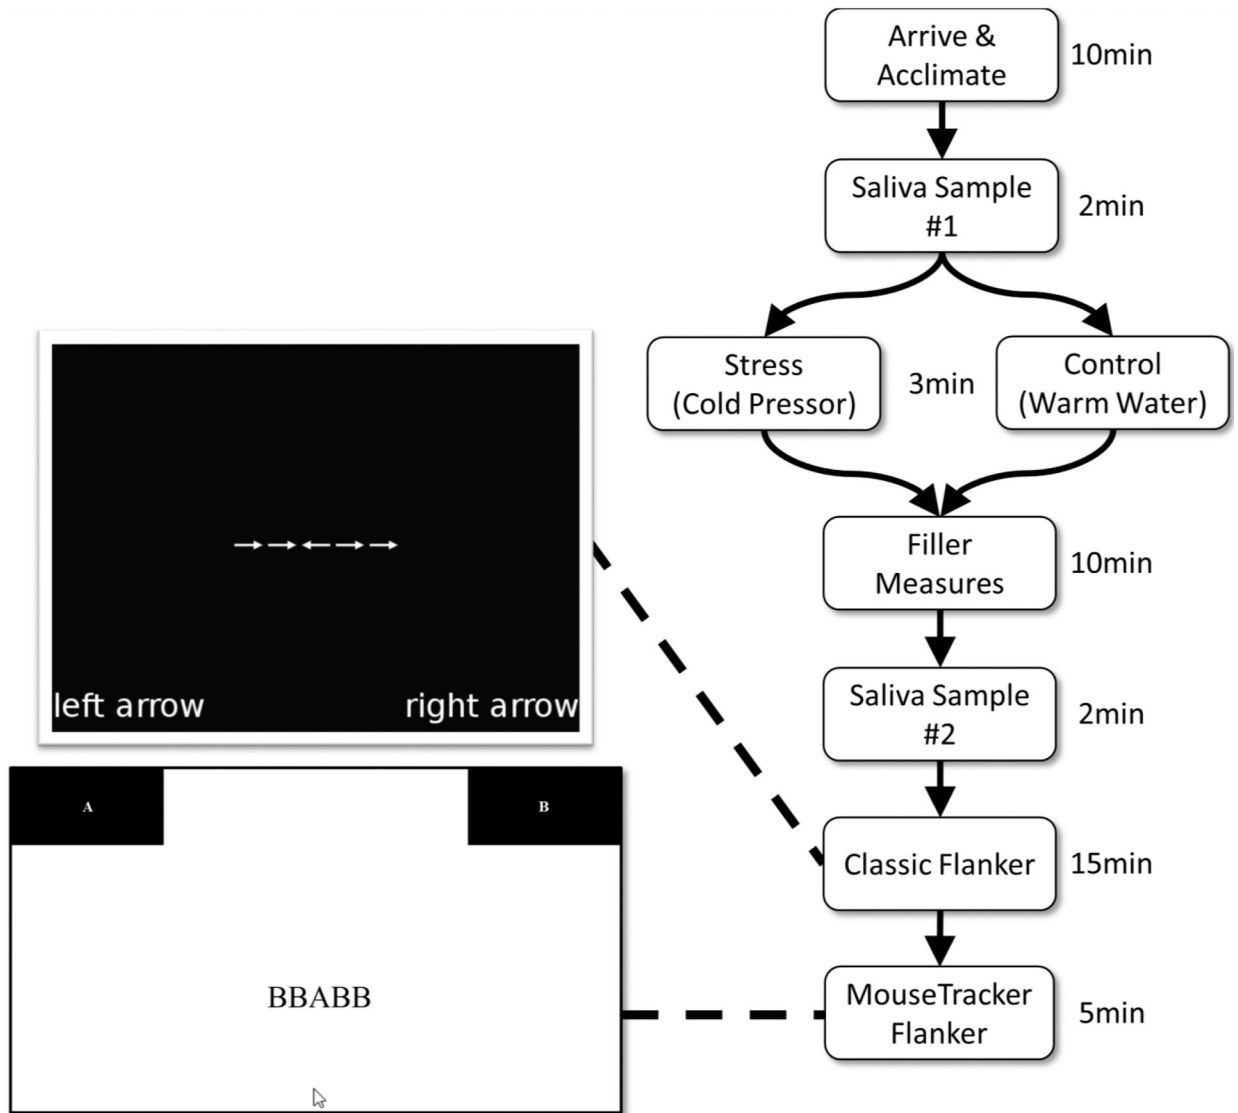 Arrive &
Acclimate
10min
Saliva Sample
#1
2min
Stress
(Cold Pressor)
3min
Control
(Warm Water)
Filler
Measures
10min
Saliva Sample
#2
2min
Classic Flanker
15min
MouseTracker
Flanker
5min
left arrow right arrow
A B
BBABB